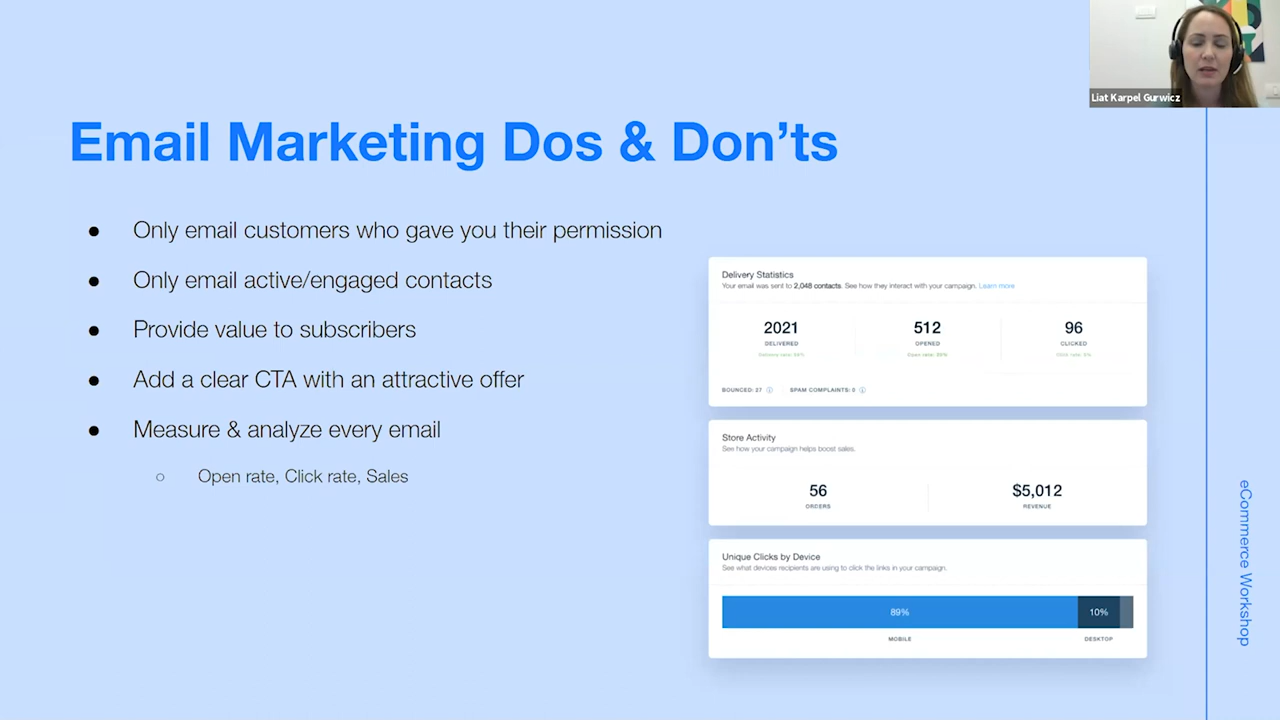 Liat Karpel Gurwicz
Email Marketing Dos & Don’ts
● Only email customers who gave you their permission
● Only email active/engaged contacts
● Provide value to subscribers
● Add a clear CTA with an attractive offer
● Measure & analyze every email
○ Open rate, Click rate, Sales
Delivery Statistics
Your email was sent to 2,048 contacts. See how they interact with your campaign. Learn more
2021 512 96
DELIVERED OPENED CLICKED
BOUNCED: 27 SPAM COMPLAINTS: 0
Store Activity
See how your campaign helps boost sales.
56 $5,012
ORDERS REVENUE
Unique Clicks by Device
See what devices recipients are using to click the links in your campaign.
89% 10%
MOBILE DESKTOP
eCommerce Workshop